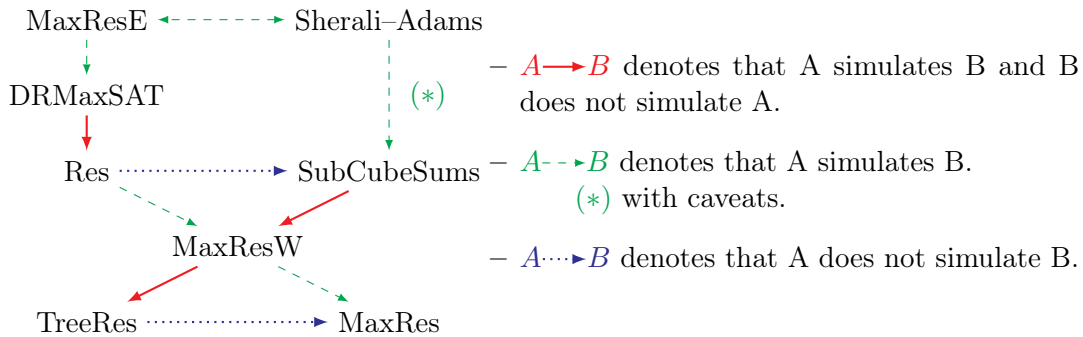 MaxResE
Sherali–Adams
DRMaxSAT
(∗)
Res
SubCubeSums
MaxResW
TreeRes
MaxRes
– A B denotes that A simulates B and B
does not simulate A.
– A B denotes that A simulates B.
(∗) with caveats.
– A B denotes that A does not simulate B.